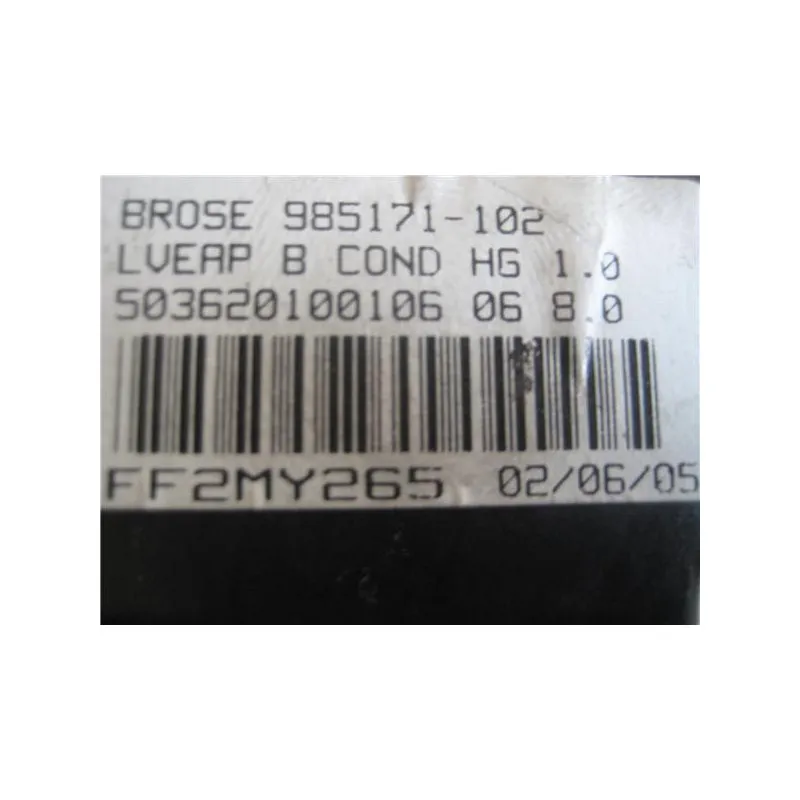 BROSE 985171-102
LVEAP B COND HG 1.0
503620100106 06 8.0
FF2MY265 02/06/05